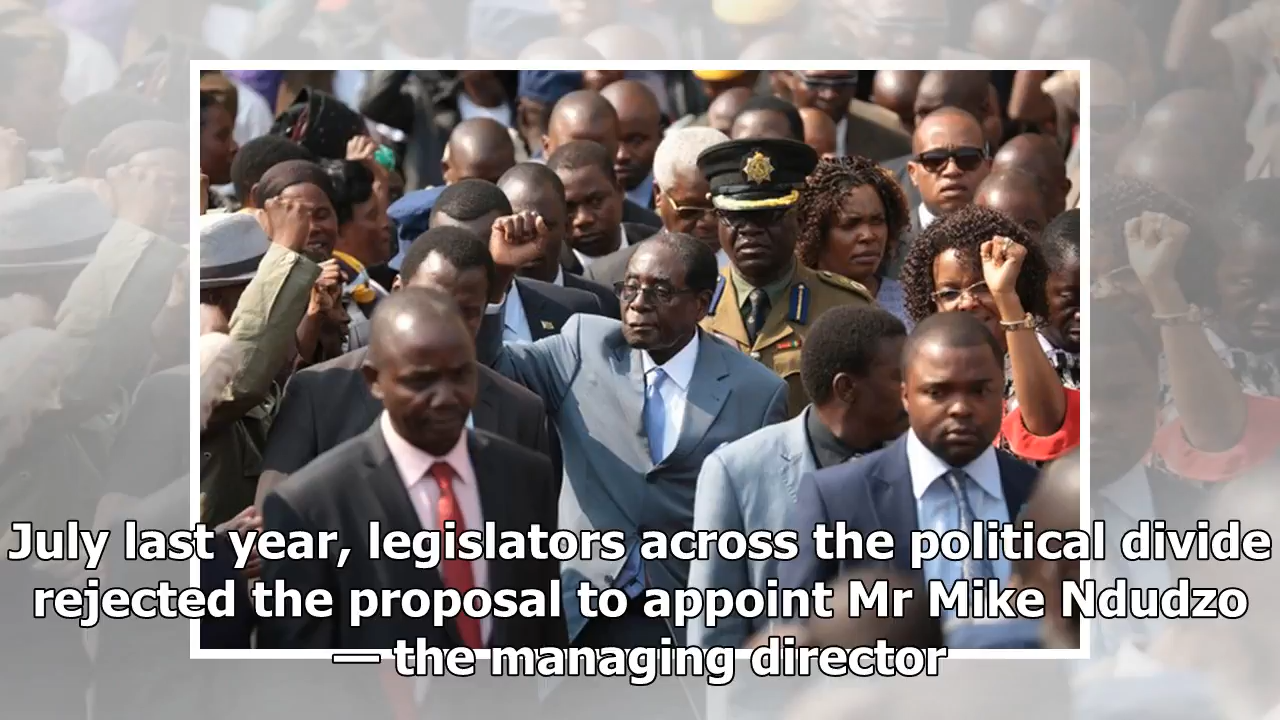 July last year, legislators across the political divide
rejected the proposal to appoint Mr Mike Ndudzo
— the managing director